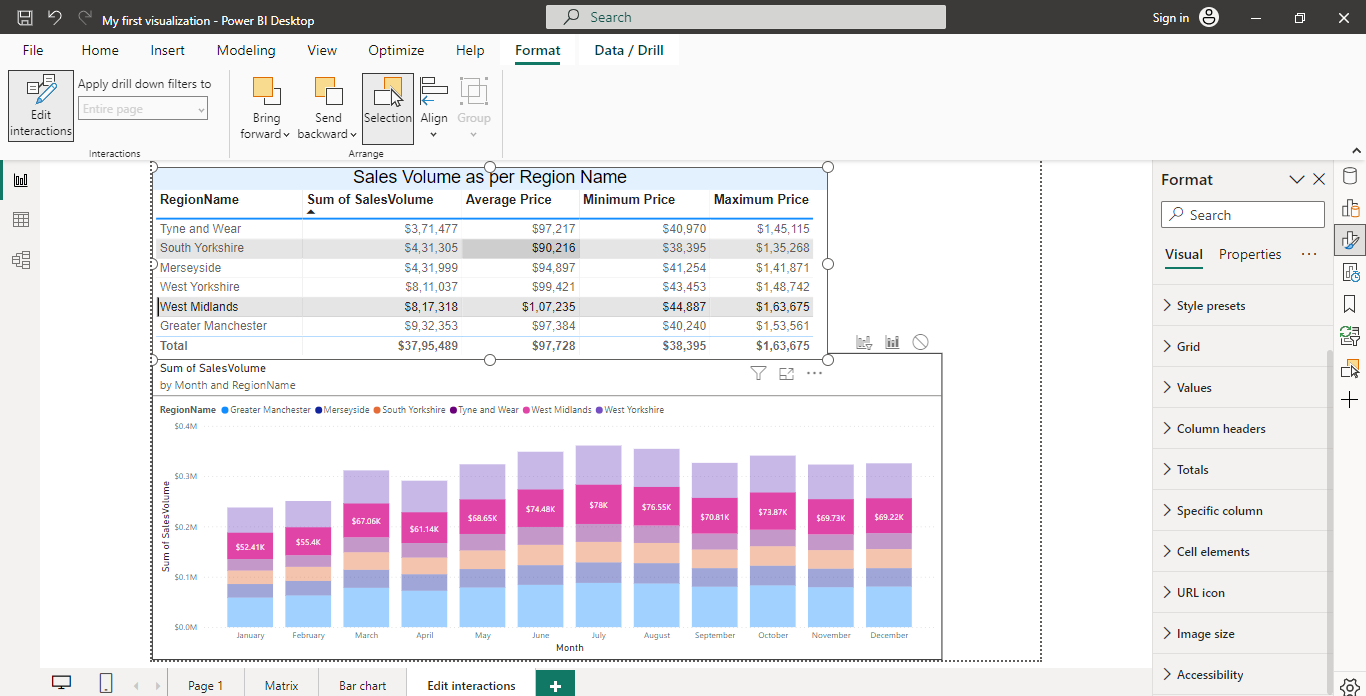 My first visualization - Power BI Desktop
Search
Sign in
File Home Insert Modeling View Optimize Help Format Data / Drill
Edit interactions
Apply drill down filters to
Entire page
Interactions
Bring forward
Send backward
Selection
Align
Group
Arrange
Sales Volume as per Region Name
RegionName Sum of SalesVolume Average Price Minimum Price Maximum Price
Tyne and Wear $3,71,477 $97,217 $40,970 $1,45,115
South Yorkshire $4,31,305 $90,216 $38,395 $1,35,268
Merseyside $4,31,999 $94,897 $41,254 $1,41,871
West Yorkshire $8,11,037 $99,421 $43,453 $1,48,742
West Midlands $8,17,318 $1,07,235 $44,887 $1,63,675
Greater Manchester $9,32,353 $97,384 $40,240 $1,53,561
Total $37,95,489 $97,728 $38,395 $1,63,675
Sum of SalesVolume
by Month and RegionName
RegionName Greater Manchester Merseyside South Yorkshire Tyne and Wear West Midlands West Yorkshire
$0.4M
$0.3M
$0.2M
$0.1M
$0.0M
Sum of SalesVolume
$52.41K $55.4K $67.06K $61.14K $68.65K $74.48K $78K $76.55K $70.81K $73.87K $69.73K $69.22K
January February March April May June July August September October November December
Month
Format
Search
Visual Properties
Style presets
Grid
Values
Column headers
Totals
Specific column
Cell elements
URL icon
Image size
Accessibility
Page 1 Matrix Bar chart Edit interactions